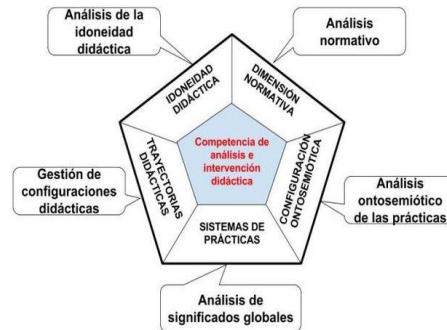 Análisis de la
idoneidad didáctica
Análisis
normativo
IDONEIDAD
DIDÁCTICA
DIMENSIÓN
NORMATIVA
Competencia de
análisis e
intervención
didáctica
TRAYECTORIAS
DIDÁCTICAS
CONFIGURACIÓN
ONTOSEMIÓTICA
Gestión de
configuraciones
didácticas
Análisis
ontosemiótico
de las prácticas
SISTEMAS DE
PRÁCTICAS
Análisis de
significados globales